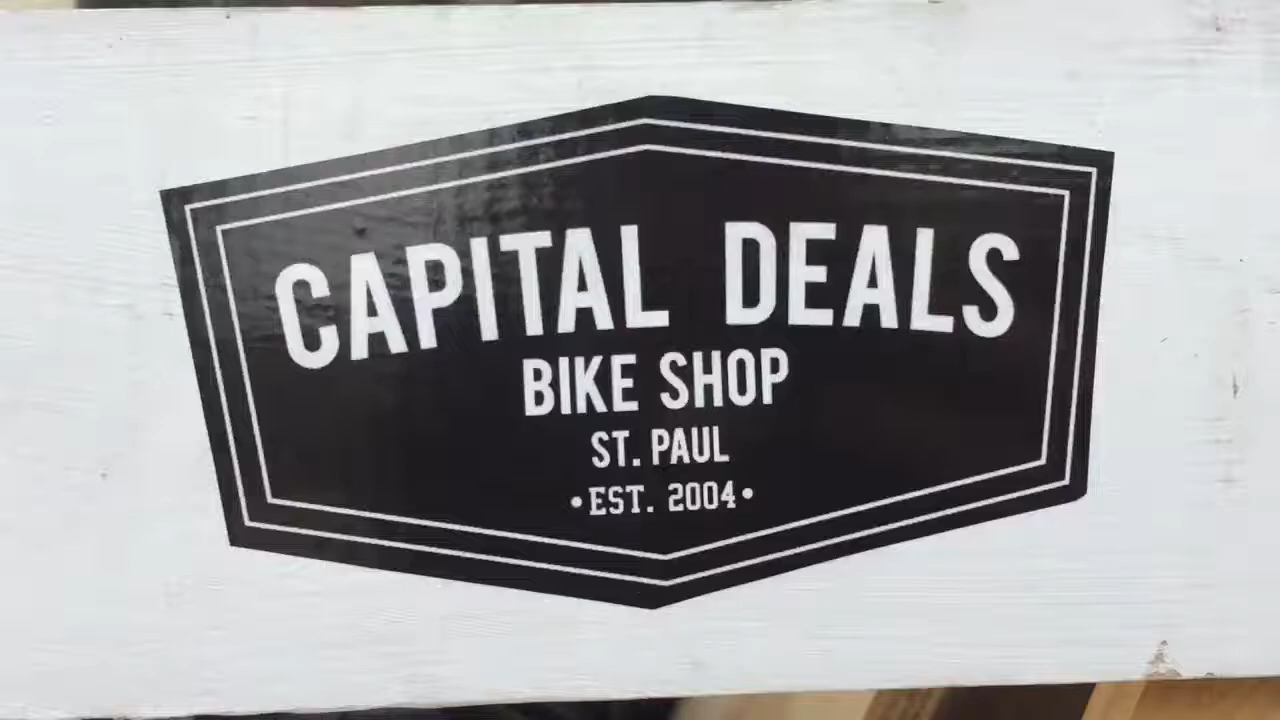 CAPITAL DEALS
BIKE SHOP
ST. PAUL
•EST. 2004•